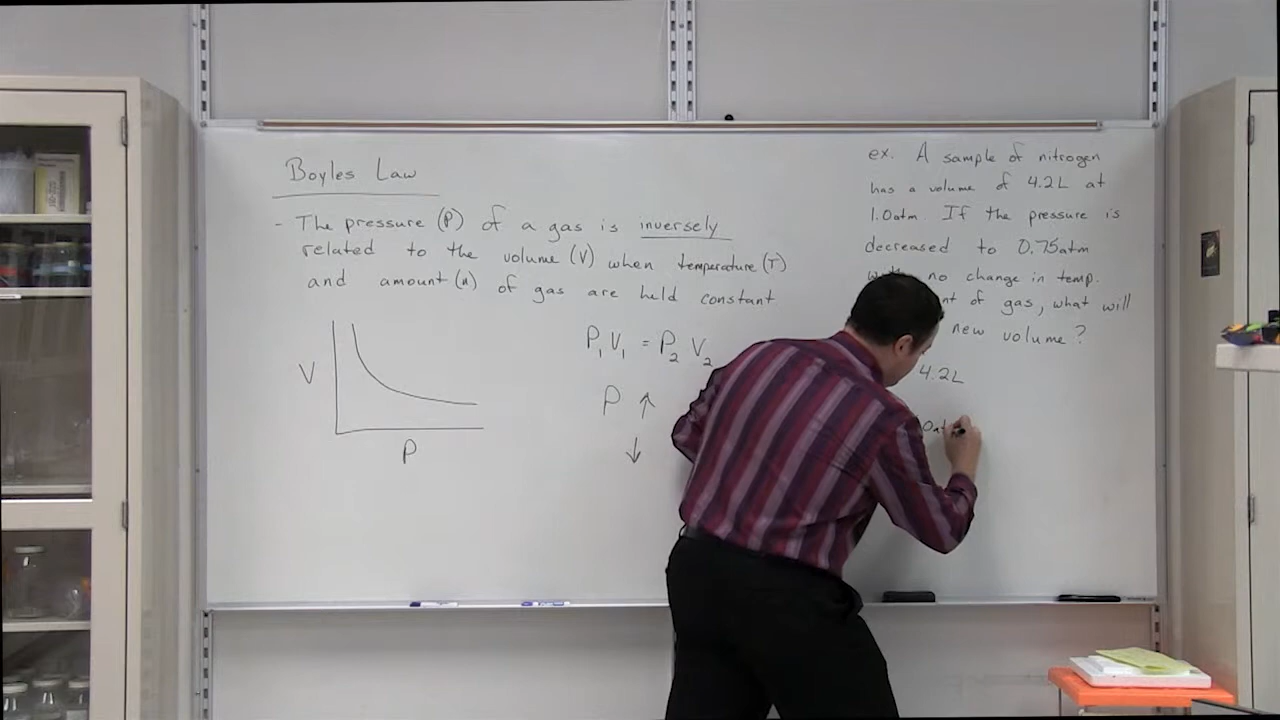 Boyles Law
- The pressure (P) of a gas is inversely
related to the volume (V) when temperature (T)
and amount (n) of gas are held constant
V
P
P₁V₁ = P₂V₂
P ↑
↓
ex. A sample of nitrogen
has a volume of 4.2L at
1.0atm. If the pressure is
decreased to 0.75atm
no change in temp.
of gas, what will
new volume?
4.2L